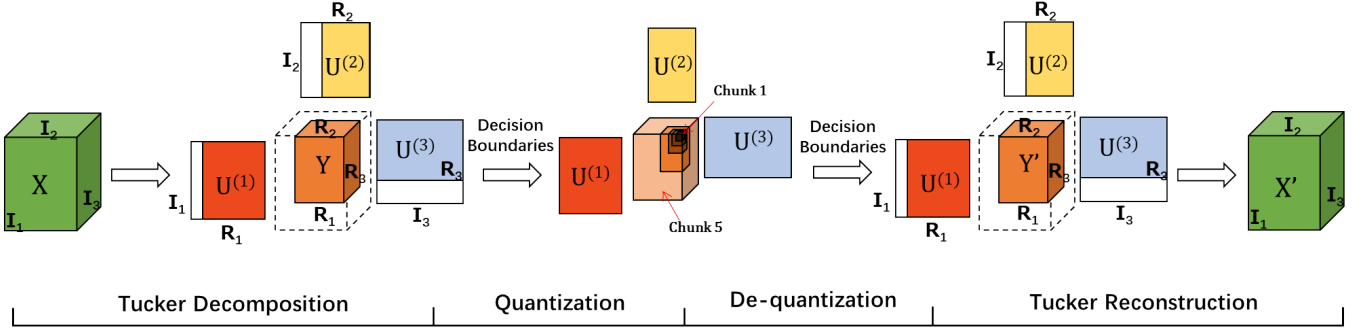 X
I₁
I₂
I₃
U⁽¹⁾
I₁
R₁
R₂
I₂
U⁽²⁾
Y
R₂
R₃
R₁
U⁽³⁾
R₃
I₃
Decision
Boundaries
U⁽²⁾
Chunk 1
U⁽¹⁾
U⁽³⁾
Chunk 5
Decision
Boundaries
U⁽¹⁾
I₁
R₁
R₂
I₂
U⁽²⁾
Y'
R₂
R₃
R₁
U⁽³⁾
R₃
I₃
X'
I₂
I₃
I₁
Tucker Decomposition
Quantization
De-quantization
Tucker Reconstruction